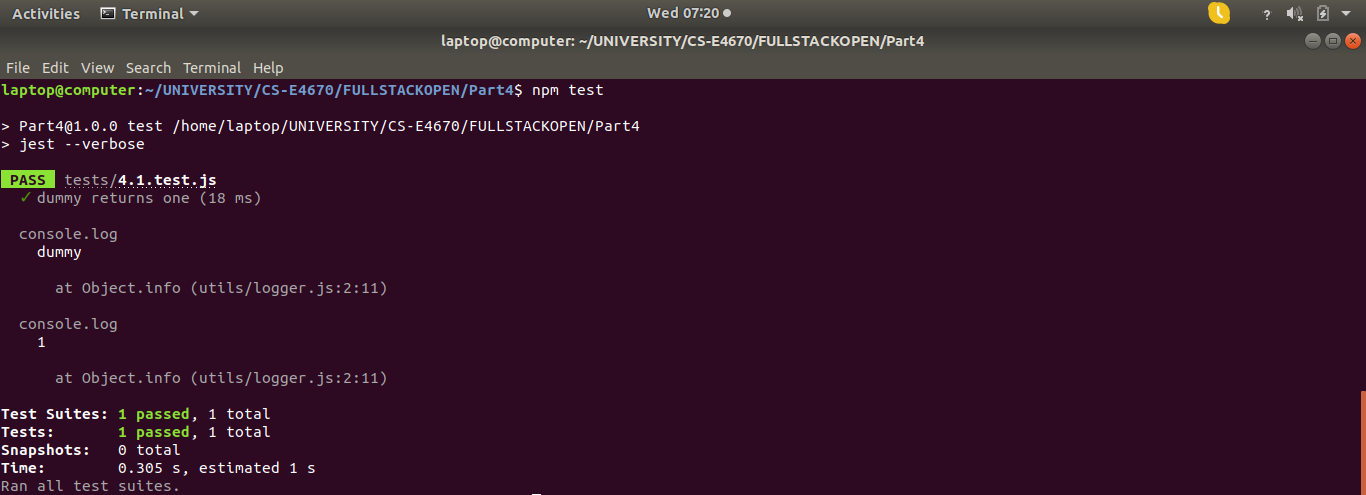 Activities Terminal Wed 07:20 ?
laptop@computer: ~/UNIVERSITY/CS-E4670/FULLSTACKOPEN/Part4
File Edit View Search Terminal Help
laptop@computer:~/UNIVERSITY/CS-E4670/FULLSTACKOPEN/Part4$ npm test
> Part4@1.0.0 test /home/laptop/UNIVERSITY/CS-E4670/FULLSTACKOPEN/Part4
> jest --verbose
PASS tests/4.1.test.js
✓ dummy returns one (18 ms)
console.log
dummy
at Object.info (utils/logger.js:2:11)
console.log
1
at Object.info (utils/logger.js:2:11)
Test Suites: 1 passed, 1 total
Tests: 1 passed, 1 total
Snapshots: 0 total
Time: 0.305 s, estimated 1 s
Ran all test suites.